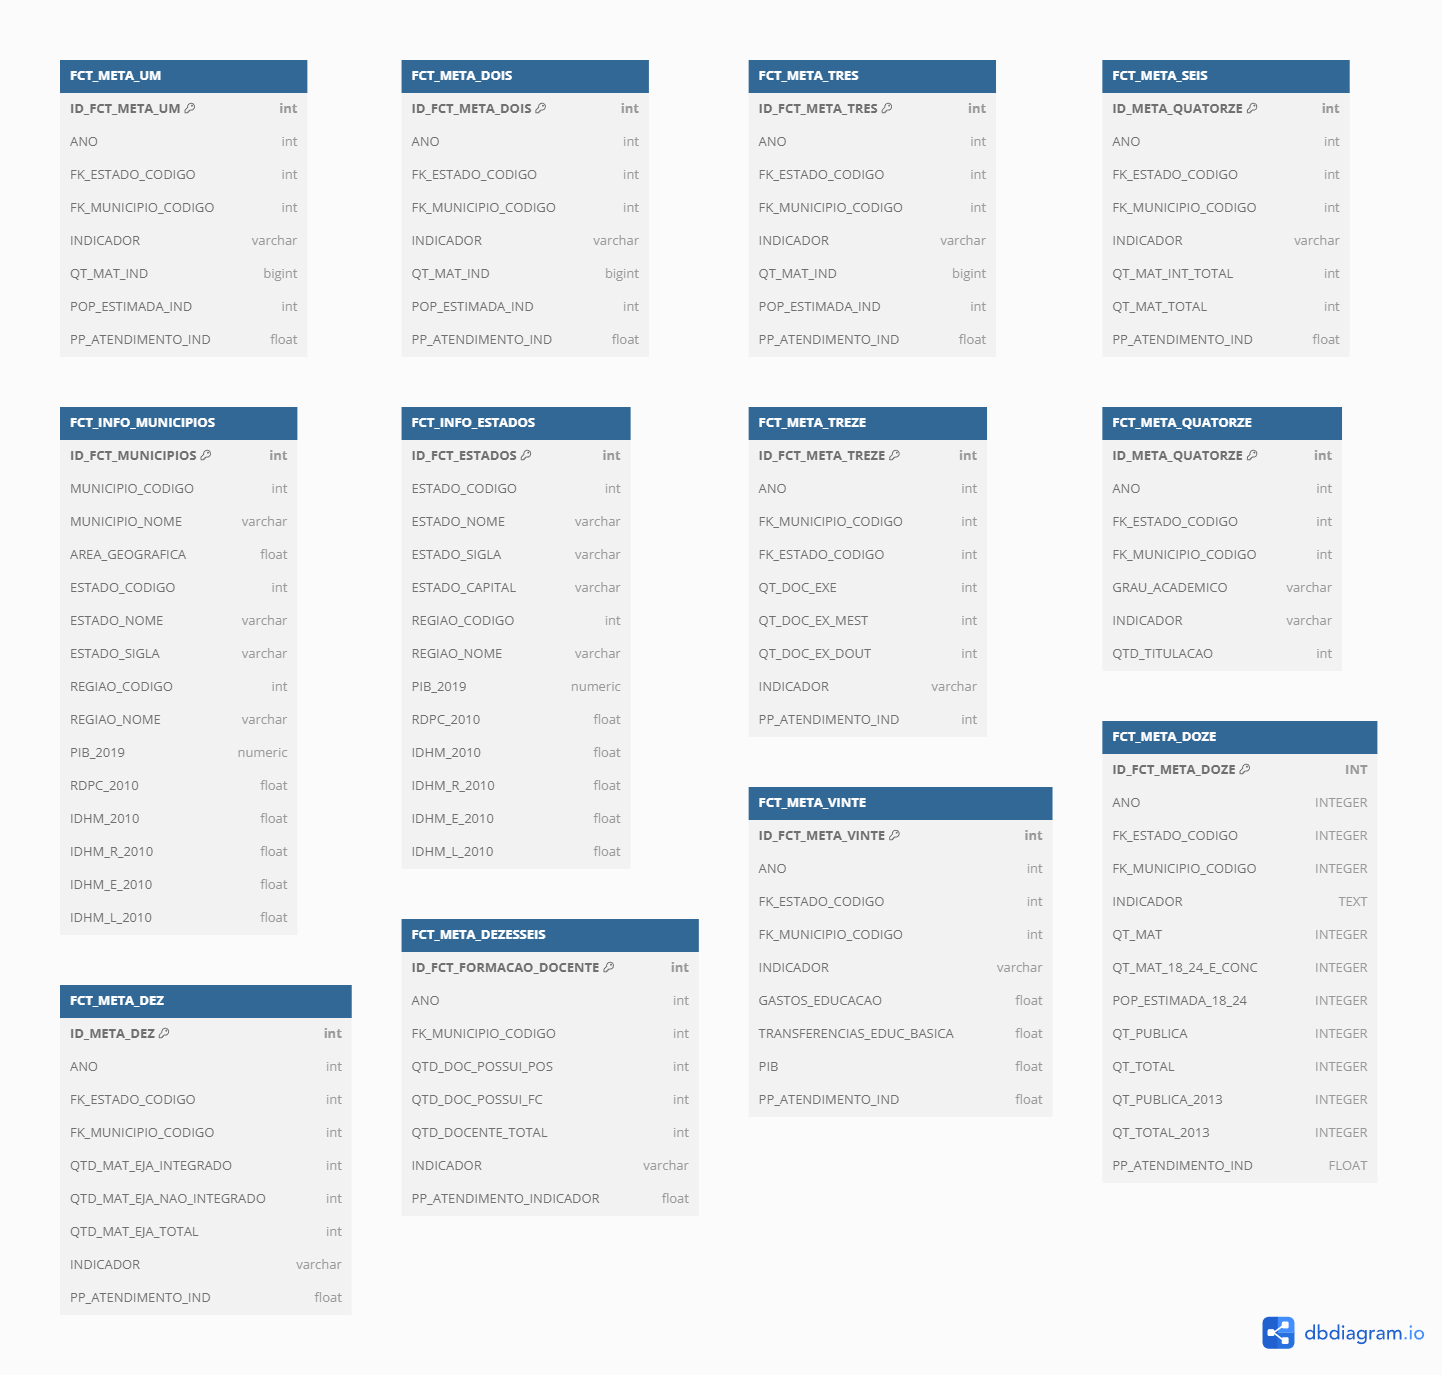 FCT_META_UM
ID_FCT_META_UM int
ANO int
FK_ESTADO_CODIGO int
FK_MUNICIPIO_CODIGO int
INDICADOR varchar
QT_MAT_IND bigint
POP_ESTIMADA_IND int
PP_ATENDIMENTO_IND float
FCT_META_DOIS
ID_FCT_META_DOIS int
ANO int
FK_ESTADO_CODIGO int
FK_MUNICIPIO_CODIGO int
INDICADOR varchar
QT_MAT_IND bigint
POP_ESTIMADA_IND int
PP_ATENDIMENTO_IND float
FCT_META_TRES
ID_FCT_META_TRES int
ANO int
FK_ESTADO_CODIGO int
FK_MUNICIPIO_CODIGO int
INDICADOR varchar
QT_MAT_IND bigint
POP_ESTIMADA_IND int
PP_ATENDIMENTO_IND float
FCT_META_SEIS
ID_META_QUATORZE int
ANO int
FK_ESTADO_CODIGO int
FK_MUNICIPIO_CODIGO int
INDICADOR varchar
QT_MAT_INT_TOTAL int
QT_MAT_TOTAL int
PP_ATENDIMENTO_IND float
FCT_INFO_MUNICIPIOS
ID_FCT_MUNICIPIOS int
MUNICIPIO_CODIGO int
MUNICIPIO_NOME varchar
AREA_GEOGRAFICA float
ESTADO_CODIGO int
ESTADO_NOME varchar
ESTADO_SIGLA varchar
REGIAO_CODIGO int
REGIAO_NOME varchar
PIB_2019 numeric
RDPC_2010 float
IDHM_2010 float
IDHM_R_2010 float
IDHM_E_2010 float
IDHM_L_2010 float
FCT_INFO_ESTADOS
ID_FCT_ESTADOS int
ESTADO_CODIGO int
ESTADO_NOME varchar
ESTADO_SIGLA varchar
ESTADO_CAPITAL varchar
REGIAO_CODIGO int
REGIAO_NOME varchar
PIB_2019 numeric
RDPC_2010 float
IDHM_2010 float
IDHM_R_2010 float
IDHM_E_2010 float
IDHM_L_2010 float
FCT_META_TREZE
ID_FCT_META_TREZE int
ANO int
FK_MUNICIPIO_CODIGO int
FK_ESTADO_CODIGO int
QT_DOC_EXE int
QT_DOC_EX_MEST int
QT_DOC_EX_DOUT int
INDICADOR varchar
PP_ATENDIMENTO_IND int
FCT_META_QUATORZE
ID_META_QUATORZE int
ANO int
FK_ESTADO_CODIGO int
FK_MUNICIPIO_CODIGO int
GRAU_ACADEMICO varchar
INDICADOR varchar
QTD_TITULACAO int
FCT_META_DOZE
ID_FCT_META_DOZE INT
ANO INTEGER
FK_ESTADO_CODIGO INTEGER
FK_MUNICIPIO_CODIGO INTEGER
INDICADOR TEXT
QT_MAT INTEGER
QT_MAT_18_24_E_CONC INTEGER
POP_ESTIMADA_18_24 INTEGER
QT_PUBLICA INTEGER
QT_TOTAL INTEGER
QT_PUBLICA_2013 INTEGER
QT_TOTAL_2013 INTEGER
PP_ATENDIMENTO_IND FLOAT
FCT_META_VINTE
ID_FCT_META_VINTE int
ANO int
FK_ESTADO_CODIGO int
FK_MUNICIPIO_CODIGO int
INDICADOR varchar
GASTOS_EDUCACAO float
TRANSFERENCIAS_EDUC_BASICA float
PIB float
PP_ATENDIMENTO_IND float
FCT_META_DEZESSEIS
ID_FCT_FORMACAO_DOCENTE int
ANO int
FK_MUNICIPIO_CODIGO int
QTD_DOC_POSSUI_POS int
QTD_DOC_POSSUI_FC int
QTD_DOCENTE_TOTAL int
INDICADOR varchar
PP_ATENDIMENTO_INDICADOR float
FCT_META_DEZ
ID_META_DEZ int
ANO int
FK_ESTADO_CODIGO int
FK_MUNICIPIO_CODIGO int
QTD_MAT_EJA_INTEGRADO int
QTD_MAT_EJA_NAO_INTEGRADO int
QTD_MAT_EJA_TOTAL int
INDICADOR varchar
PP_ATENDIMENTO_IND float
dbdiagram.io